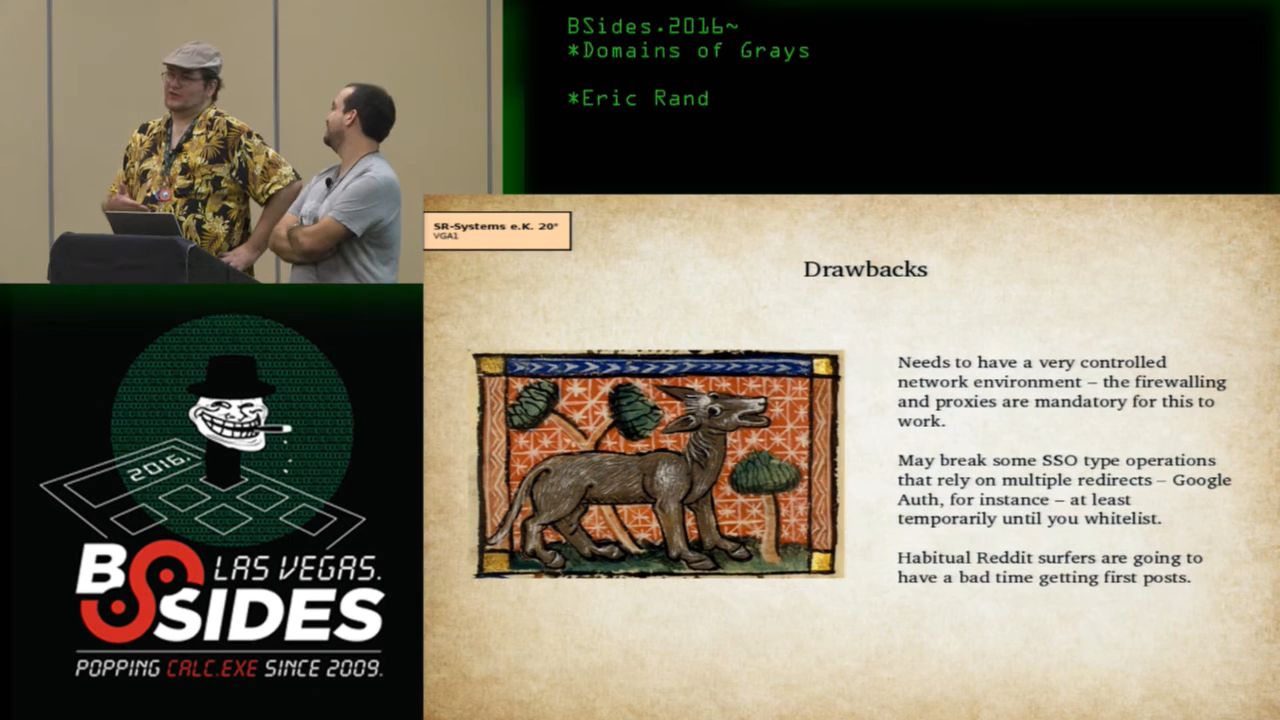 BSides.2016~
*Domains of Grays
*Eric Rand
SR-Systems e.K. 20"
VGA1
Drawbacks
Needs to have a very controlled
network environment – the firewalling
and proxies are mandatory for this to
work.
May break some SSO type operations
that rely on multiple redirects – Google
Auth, for instance – at least
temporarily until you whitelist.
Habitual Reddit surfers are going to
have a bad time getting first posts.
2016.
BSIDES
LAS VEGAS.
POPPING CALC.EXE SINCE 2009.